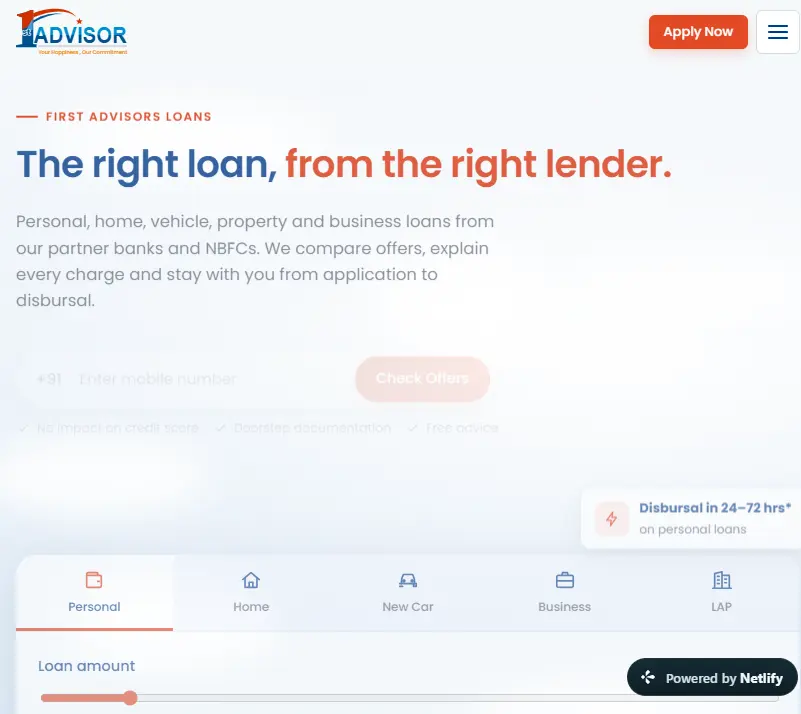 1st ADVISOR
Your Happiness, Our Commitment
Apply Now
FIRST ADVISORS LOANS
The right loan, from the right lender.
Personal, home, vehicle, property and business loans from
our partner banks and NBFCs. We compare offers, explain
every charge and stay with you from application to
disbursal.
+91 Enter mobile number Check Offers
✓ No impact on credit score ✓ Doorstep documentation ✓ Free advice
Disbursal in 24–72 hrs*
on personal loans
Personal Home New Car Business LAP
Loan amount
Powered by Netlify